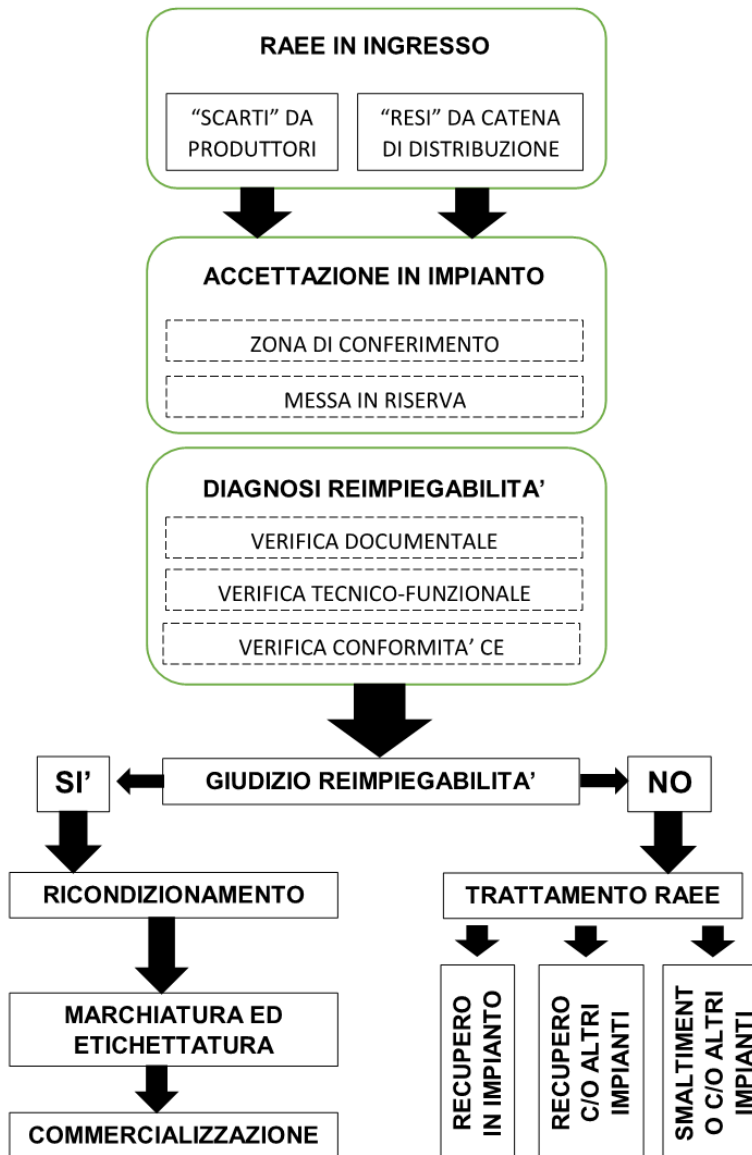 RAEE IN INGRESSO
“SCARTI” DA
PRODUTTORI
“RESI” DA CATENA
DI DISTRIBUZIONE
ACCETTAZIONE IN IMPIANTO
ZONA DI CONFERIMENTO
MESSA IN RISERVA
DIAGNOSI REIMPIEGABILITA’
VERIFICA DOCUMENTALE
VERIFICA TECNICO-FUNZIONALE
VERIFICA CONFORMITA’ CE
SI’
GIUDIZIO REIMPIEGABILITA’
NO
RICONDIZIONAMENTO
TRATTAMENTO RAEE
MARCHIATURA ED
ETICHETTATURA
COMMERCIALIZZAZIONE
RECUPERO
IN IMPIANTO
RECUPERO
C/O ALTRI
IMPIANTI
SMALTIMENT
O C/O ALTRI
IMPIANTI